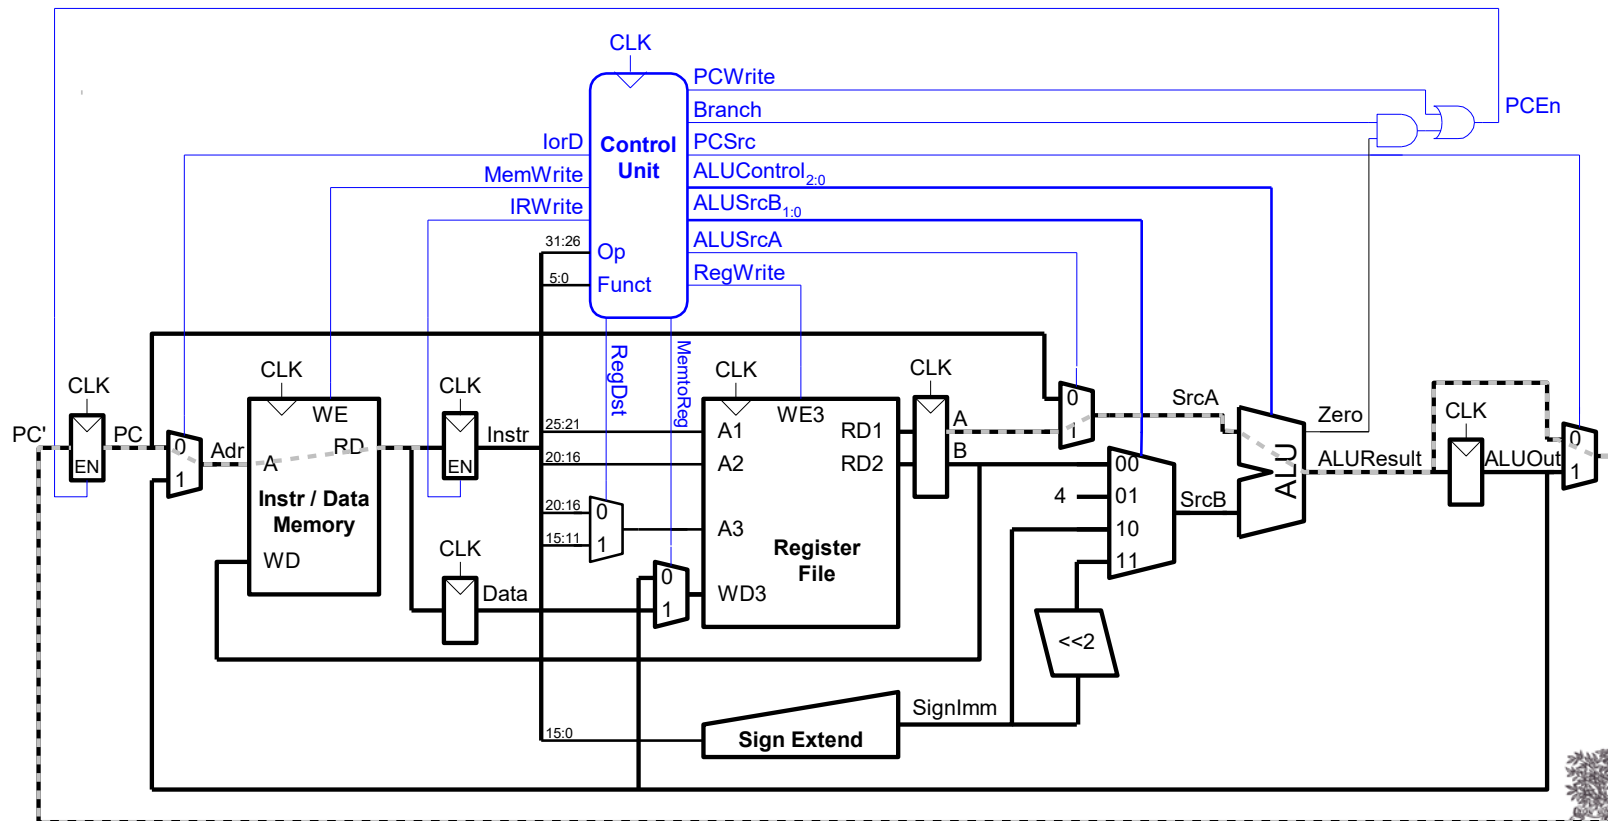 CLK
PCWrite
Branch
PCEn
IorD
Control
Unit
PCSrc
MemWrite
ALUControl2:0
IRWrite
ALUSrcB1:0
31:26
Op
ALUSrcA
5:0
Funct
RegWrite
RegDst
MemtoReg
CLK
CLK
CLK
CLK
CLK
PC'
PC
EN
0
1
Adr
WE
A
RD
Instr / Data
Memory
WD
EN
Instr
25:21
20:16
20:16
15:11
0
1
A1
A2
A3
WD3
WE3
RD1
RD2
Register
File
A
B
0
1
SrcA
00
4
01
10
11
SrcB
ALU
Zero
ALUResult
CLK
ALUOut
0
1
CLK
Data
0
1
<<2
SignImm
15:0
Sign Extend